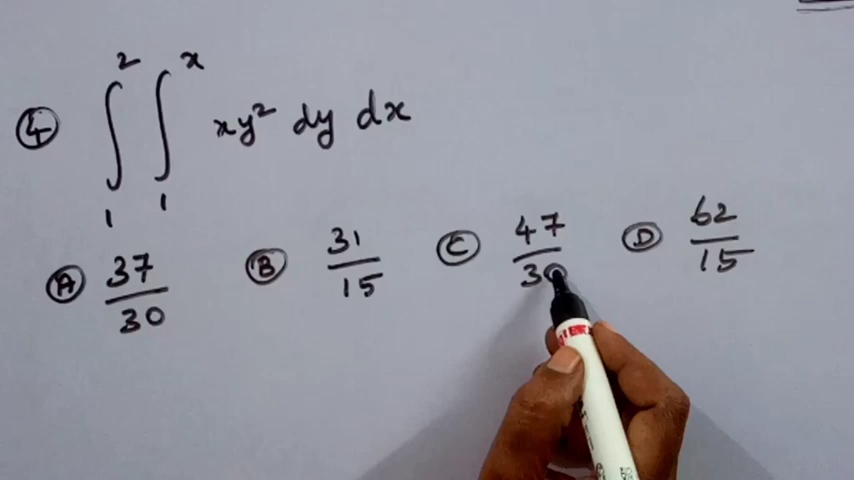 ④ ∫₁² ∫₁ˣ xy² dy dx
Ⓐ 37/30 Ⓑ 31/15 Ⓒ 47/30 Ⓓ 62/15